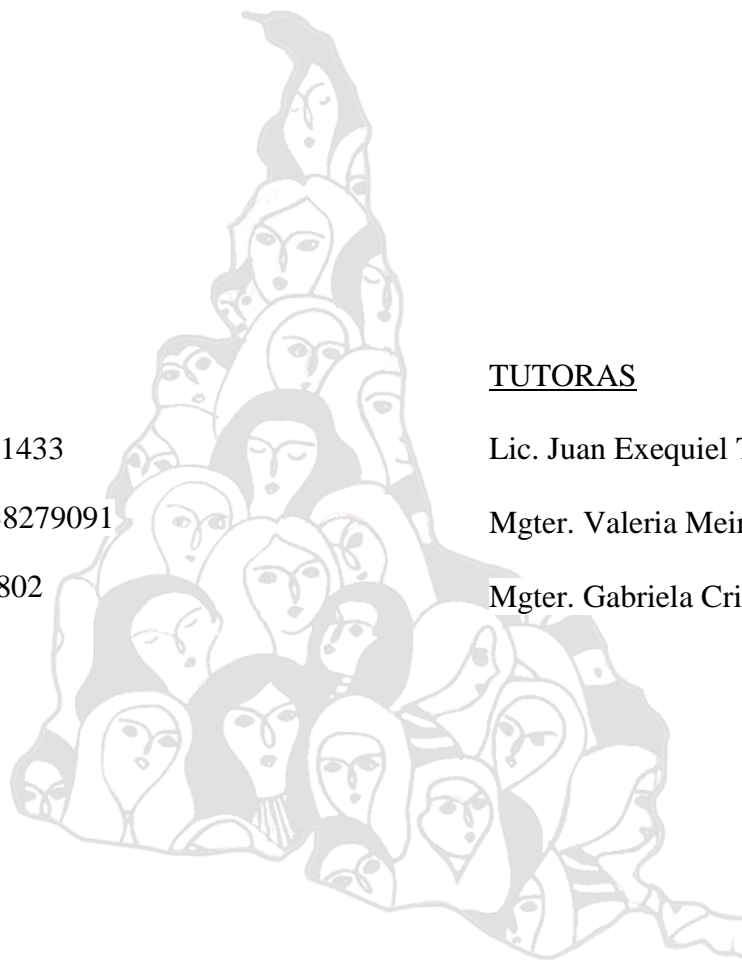 TUTORAS
1433
8279091
802
Lic. Juan Exequiel
Mgter. Valeria
Mgter. Gabriela